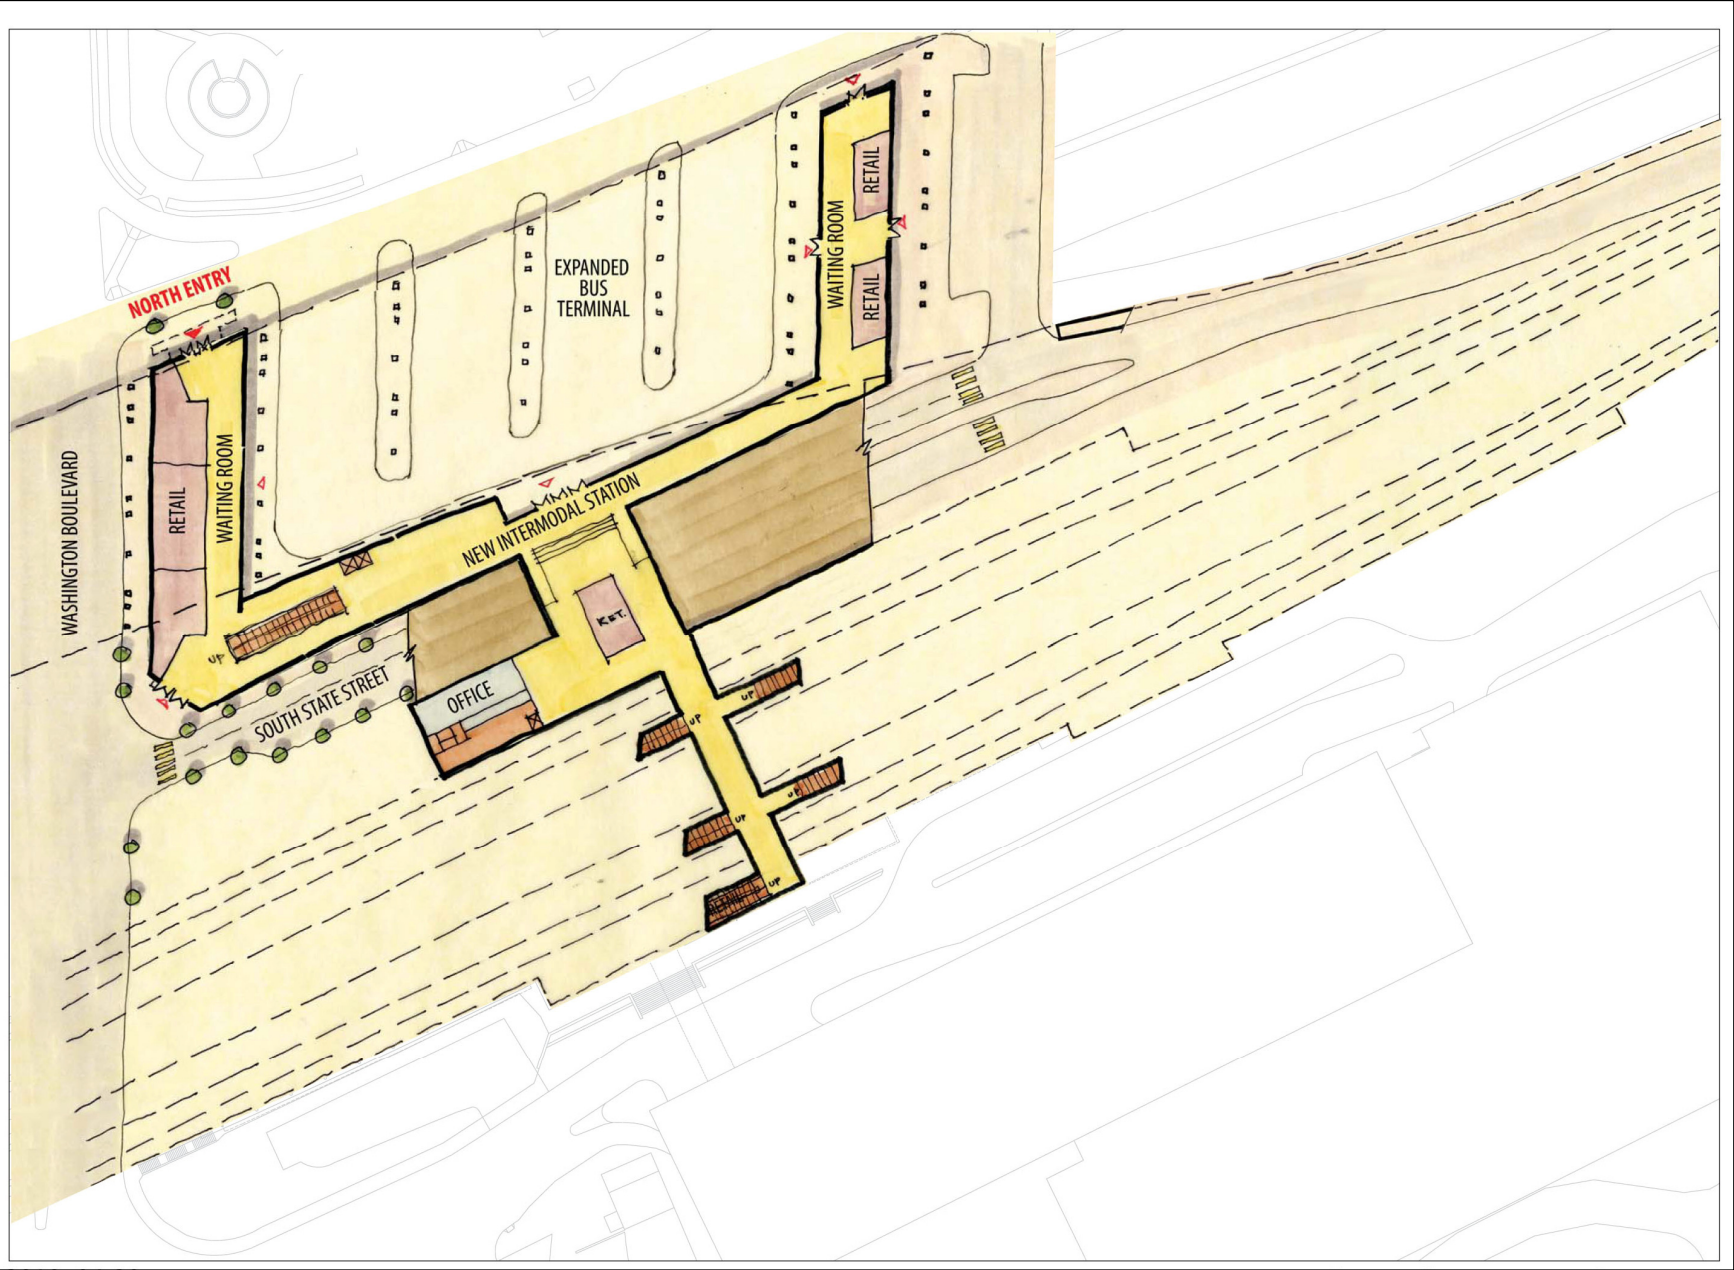 NORTH ENTRY
EXPANDED
BUS
TERMINAL
WAITING ROOM
RETAIL
RETAIL
WASHINGTON BOULEVARD
RETAIL
WAITING ROOM
NEW INTERMODAL STATION
UP
SOUTH STATE STREET
OFFICE
UP
UP
UP
UP
UP